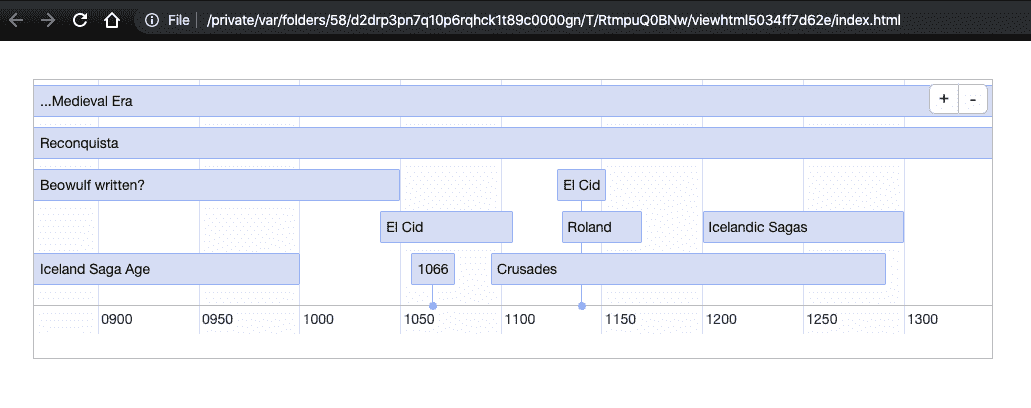 File /private/var/folders/58/d2drp3pn7q10p6rqhck1t89c0000gn/T/RtmpuQ0BNw/viewhtml5034ff7d62e/index.html
...Medieval Era + -
Reconquista
Beowulf written? El Cid
El Cid Roland Icelandic Sagas
Iceland Saga Age 1066 Crusades
0900 0950 1000 1050 1100 1150 1200 1250 1300